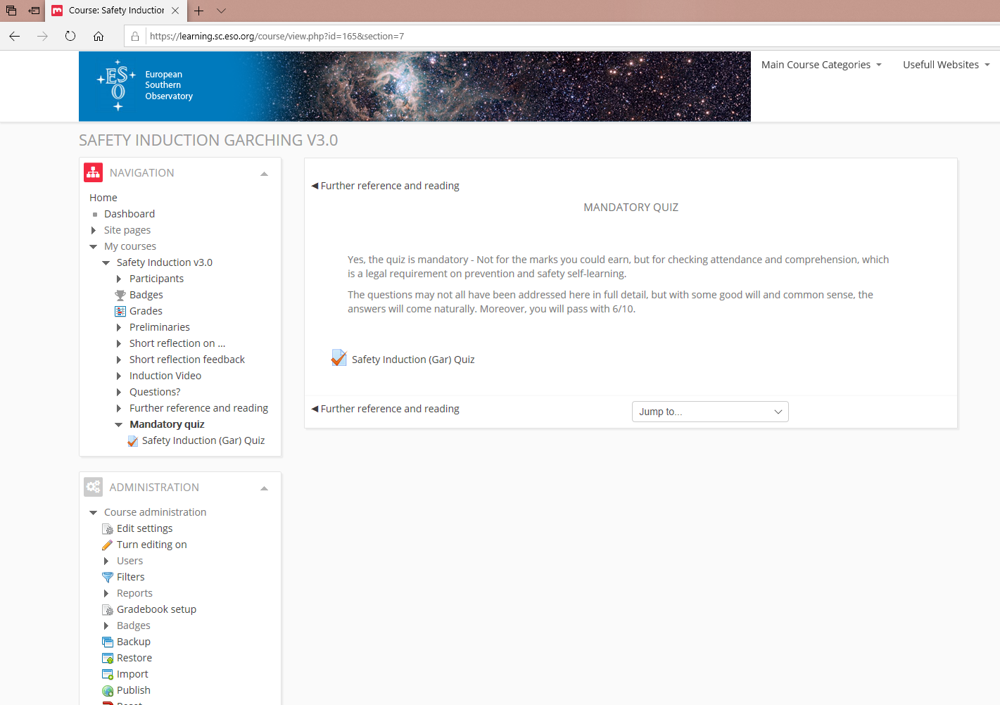 Course: Safety Induction
https://learning.sc.eso.org/course/view.php?id=165&section=7
ES
O
European
Southern
Observatory
Main Course Categories
Usefull Websites
SAFETY INDUCTION GARCHING V3.0
NAVIGATION
Home
Dashboard
Site pages
My courses
Safety Induction v3.0
Participants
Badges
Grades
Preliminaries
Short reflection on ...
Short reflection feedback
Induction Video
Questions?
Further reference and reading
Mandatory quiz
Safety Induction (Gar) Quiz
ADMINISTRATION
Course administration
Edit settings
Turn editing on
Users
Filters
Reports
Gradebook setup
Badges
Backup
Restore
Import
Publish
Reset
◀ Further reference and reading
MANDATORY QUIZ
Yes, the quiz is mandatory - Not for the marks you could earn, but for checking attendance and comprehension, which
is a legal requirement on prevention and safety self-learning.
The questions may not all have been addressed here in full detail, but with some good will and common sense, the
answers will come naturally. Moreover, you will pass with 6/10.
Safety Induction (Gar) Quiz
◀ Further reference and reading
Jump to...